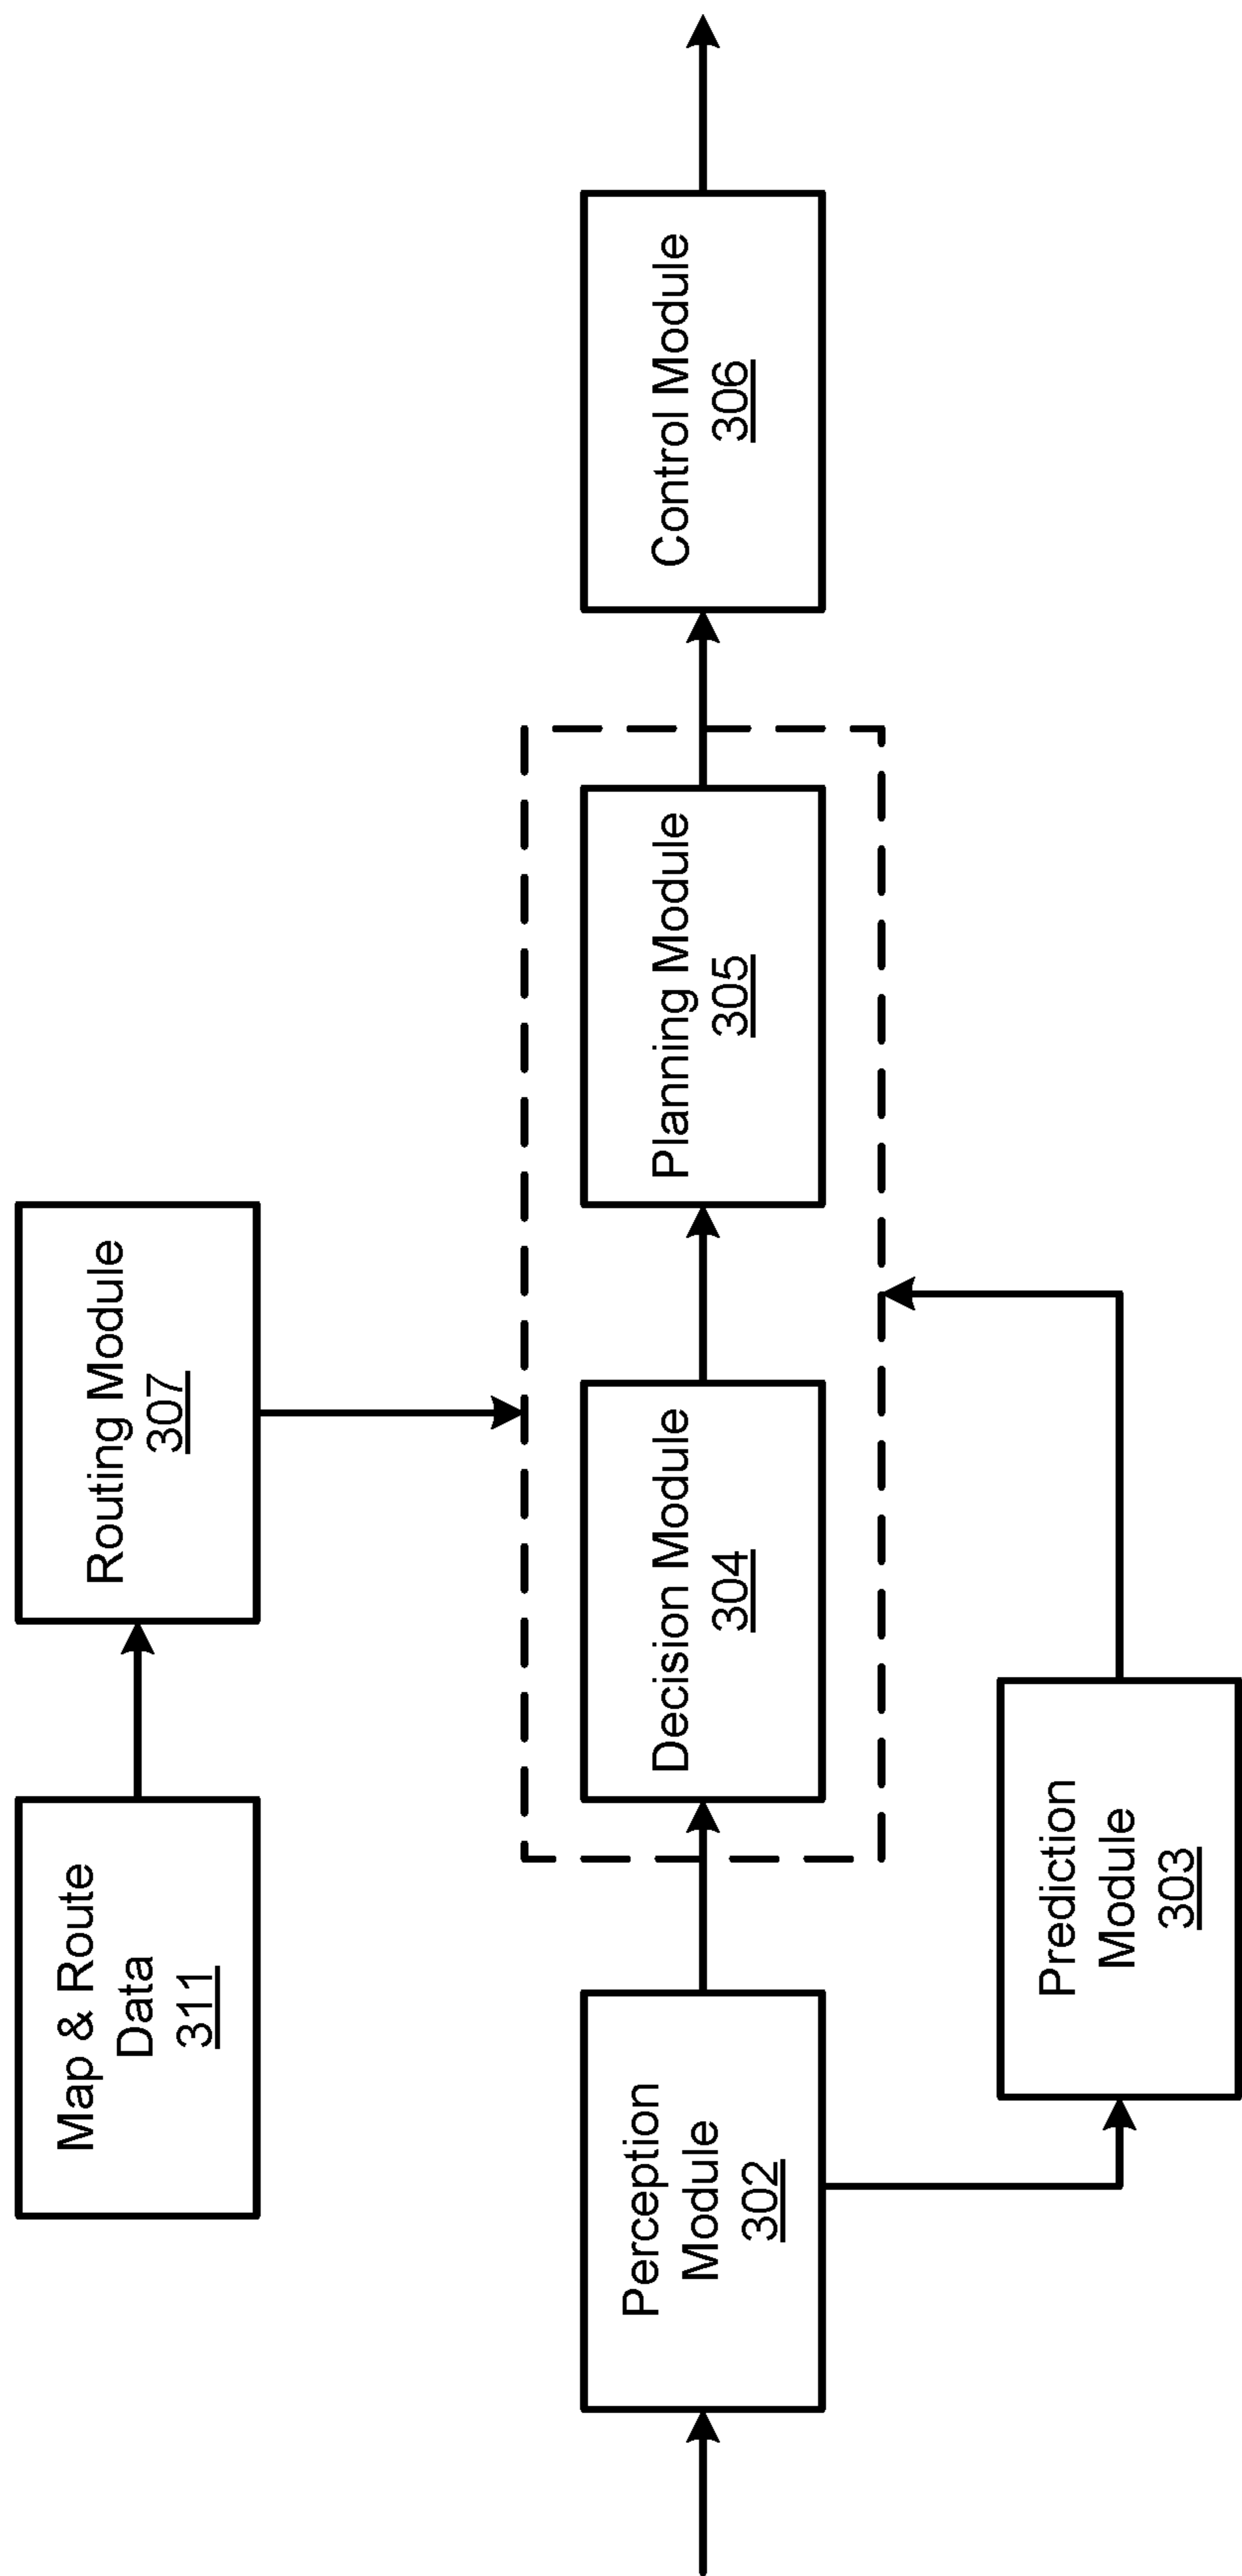 Map & Route
Data
311
Routing Module
307
Perception
Module
302
Decision Module
304
Planning Module
305
Control Module
306
Prediction
Module
303